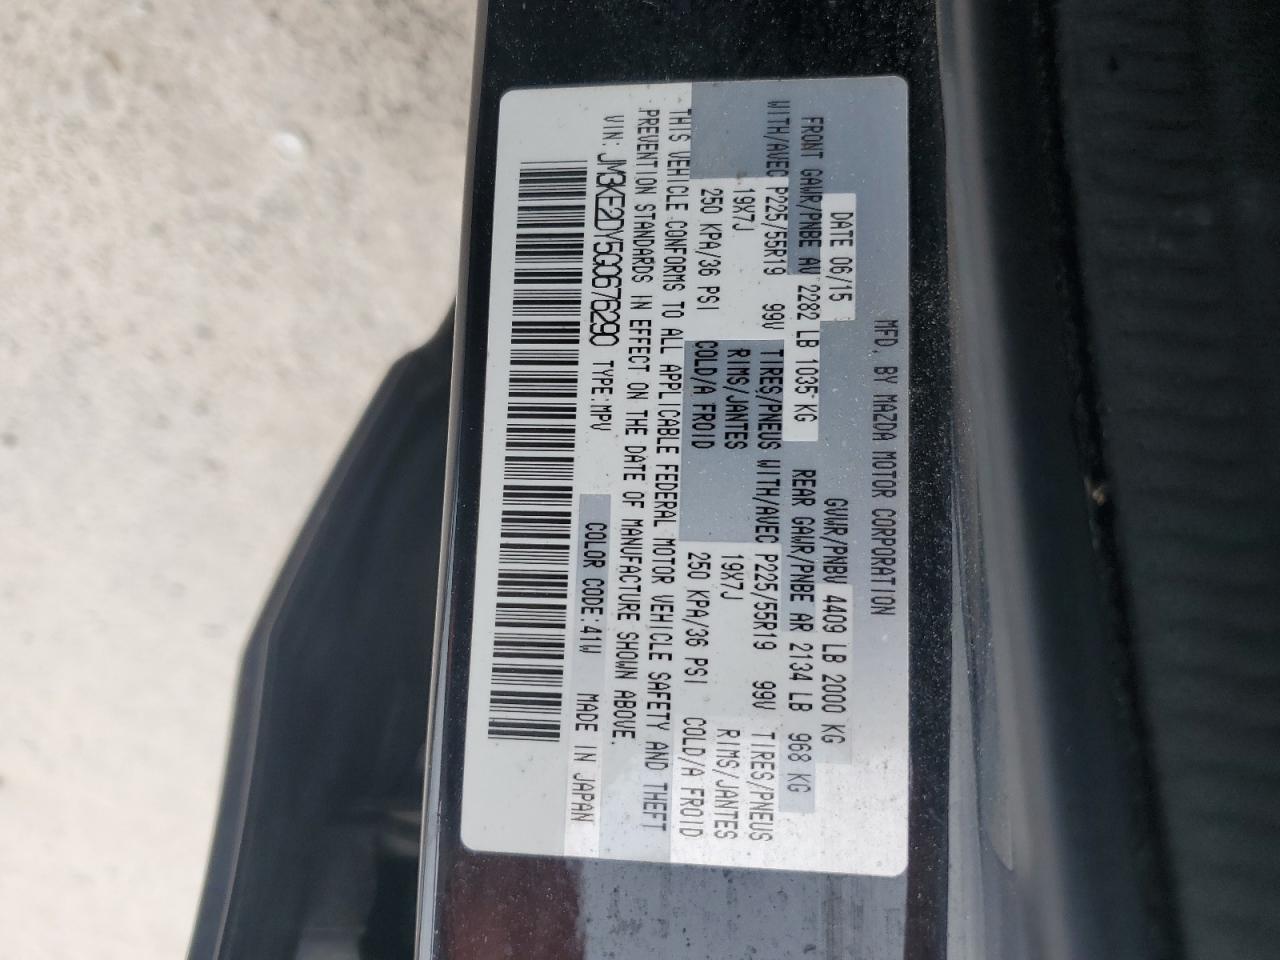 MFD. BY MAZDA MOTOR CORPORATION
DATE 06/15 GVWR/PNBV 4409 LB 2000 KG
FRONT GAWR/PNBE AV 2282 LB 1035 KG REAR GAWR/PNBE AR 2134 LB 968 KG
WITH/AVEC P225/55R19 99V TIRES/PNEUS WITH/AVEC P225/55R19 99V TIRES/PNEUS
19X7J RIMS/JANTES 19X7J RIMS/JANTES
250 KPA/36 PSI COLD/A FROID 250 KPA/36 PSI COLD/A FROID
THIS VEHICLE CONFORMS TO ALL APPLICABLE FEDERAL MOTOR VEHICLE SAFETY AND THEFT
PREVENTION STANDARDS IN EFFECT ON THE DATE OF MANUFACTURE SHOWN ABOVE.
VIN: JM3KE2DY5G0676290 TYPE:MPV COLOR CODE:41W MADE IN JAPAN